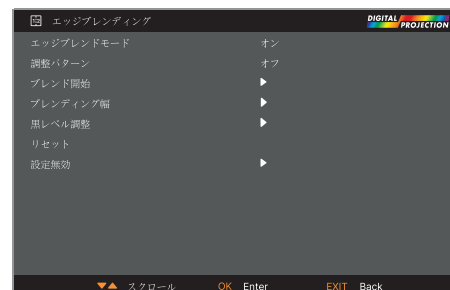 エッジブレンディング
DIGITAL PROJECTION
エッジブレンドモード オン
調整パターン オフ
ブレンド開始
ブレンディング幅
黒レベル調整
リセット
設定無効
スクロール OK Enter EXIT Back